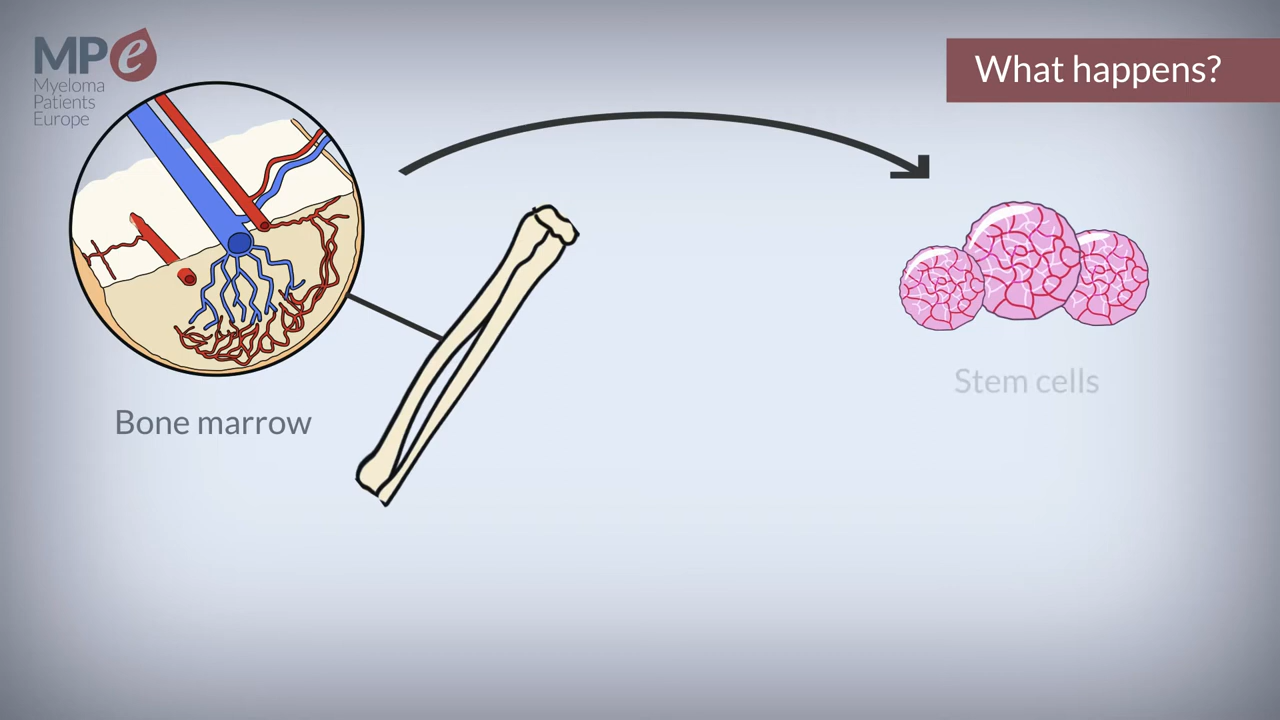 MPe
Myeloma
Patients
Europe
What happens?
Bone marrow
Stem cells